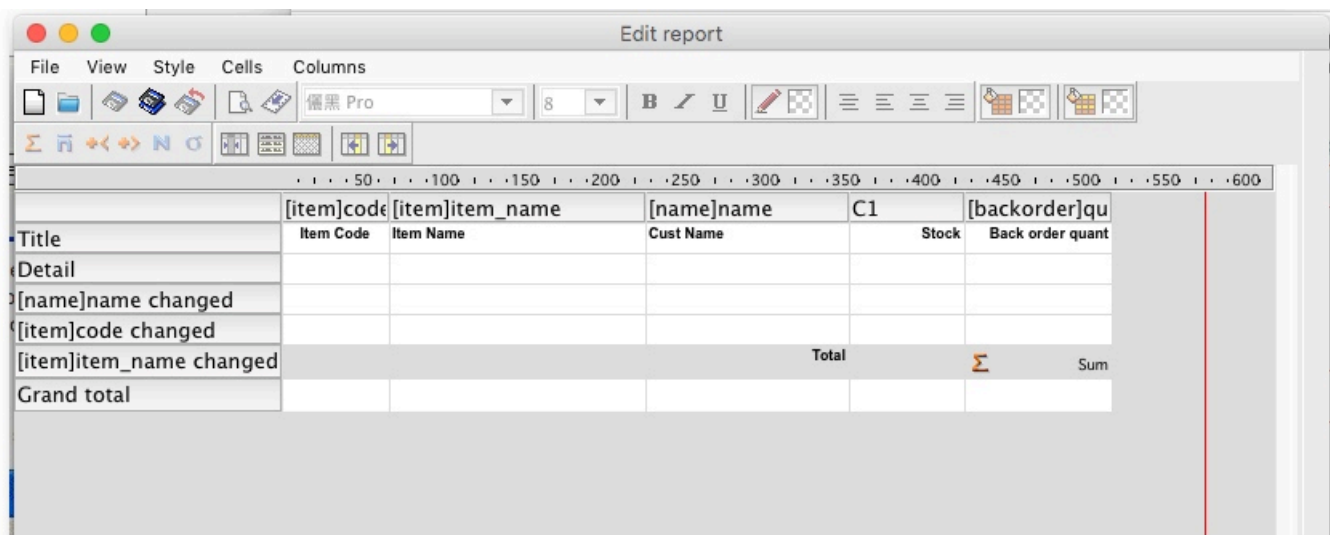 Edit report
File View Style Cells Columns
儷黑 Pro 8 B I U
Σ n N σ
50 100 150 200 250 300 350 400 450 500 550 600
[item]code [item]item_name [name]name C1 [backorder]qu
Title Item Code Item Name Cust Name Stock Back order quant
Detail
[name]name changed
[item]code changed
[item]item_name changed Total Σ Sum
Grand total